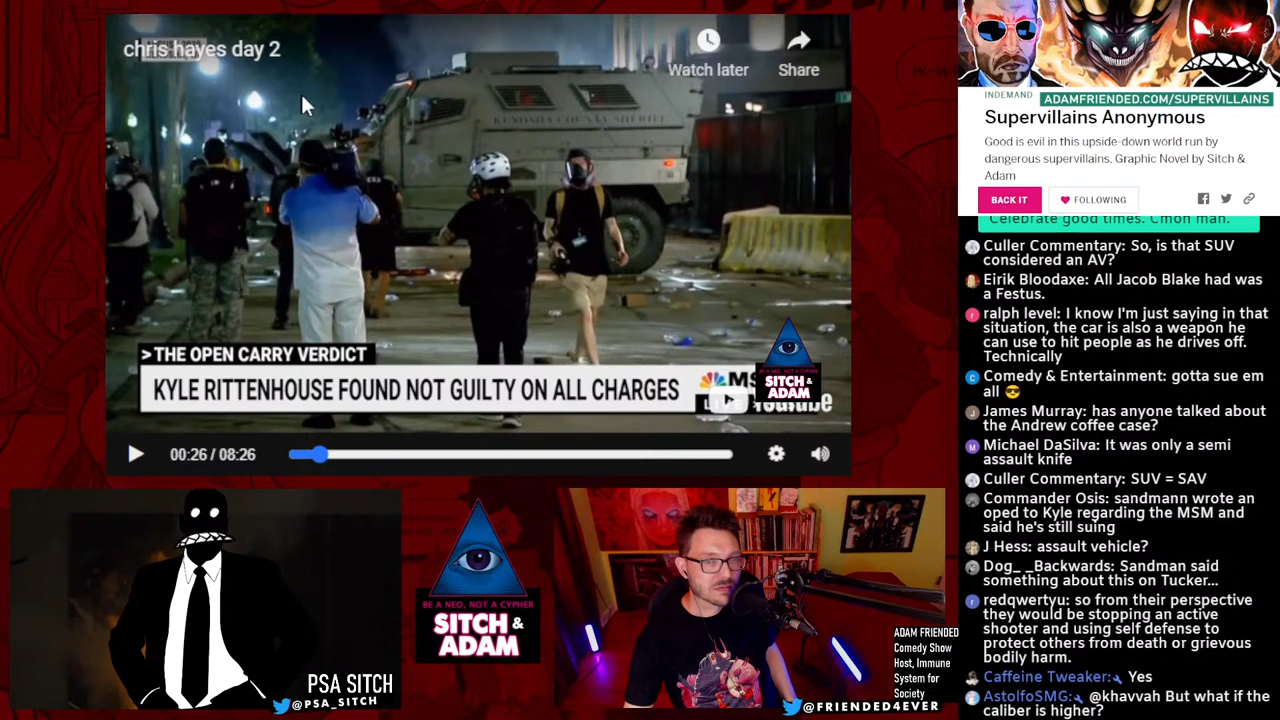 chris hayes day 2
Watch later
Share
KENOSHA COUNTY SHERIFF
>THE OPEN CARRY VERDICT
KYLE RITTENHOUSE FOUND NOT GUILTY ON ALL CHARGES
BE A NEO, NOT A CYPHER
SITCH &
ADAM
00:26 / 08:26
PSA SITCH
@PSA_SITCH
BE A NEO, NOT A CYPHER
SITCH &
ADAM
ADAM FRIENDED
Comedy Show
Host, Immune
System for
Society
@FRIENDED4EVER
INDEMAND
ADAMFRIENDED.COM/SUPERVILLAINS
Supervillains Anonymous
Good is evil in this upside-down world run by
dangerous supervillains. Graphic Novel by Sitch &
Adam
BACK IT
FOLLOWING
Celebrate good times. Cmon man.
Culler Commentary: So, is that SUV
considered an AV?
Eirik Bloodaxe: All Jacob Blake had was
a Festus.
ralph level: I know I'm just saying in that
situation, the car is also a weapon he
can use to hit people as he drives off.
Technically
Comedy & Entertainment: gotta sue em
all 😎
James Murray: has anyone talked about
the Andrew coffee case?
Michael DaSilva: It was only a semi
assault knife
Culler Commentary: SUV = SAV
Commander Osis: sandmann wrote an
oped to Kyle regarding the MSM and
said he's still suing
J Hess: assault vehicle?
Dog_ _Backwards: Sandman said
something about this on Tucker...
redqwertyu: so from their perspective
they would be stopping an active
shooter and using self defense to
protect others from death or grievous
bodily harm.
Caffeine Tweaker: Yes
AstolfoSMG: @khavvah But what if the
caliber is higher?